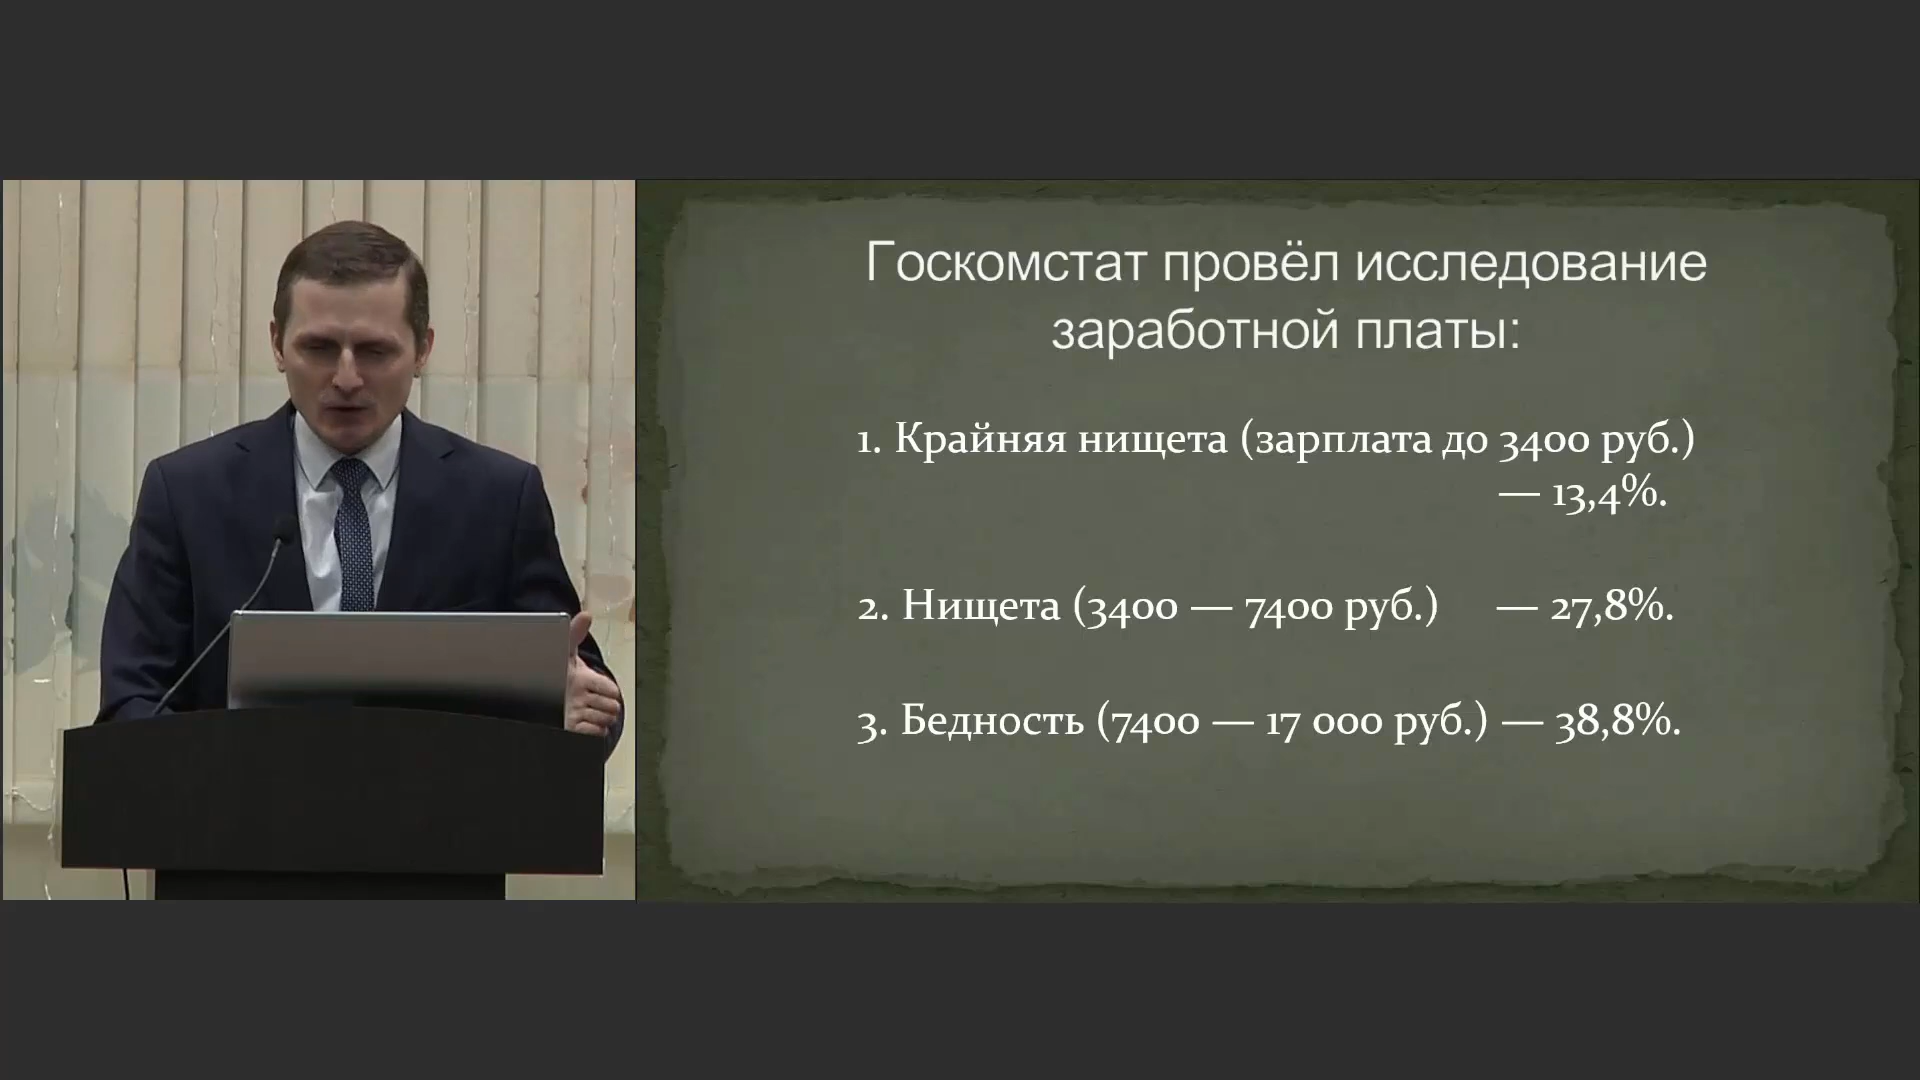 Госкомстат провёл исследование
заработной платы:
1. Крайняя нищета (зарплата до 3400 руб.)
— 13,4%.
2. Нищета (3400 — 7400 руб.) — 27,8%.
3. Бедность (7400 — 17 000 руб.) — 38,8%.